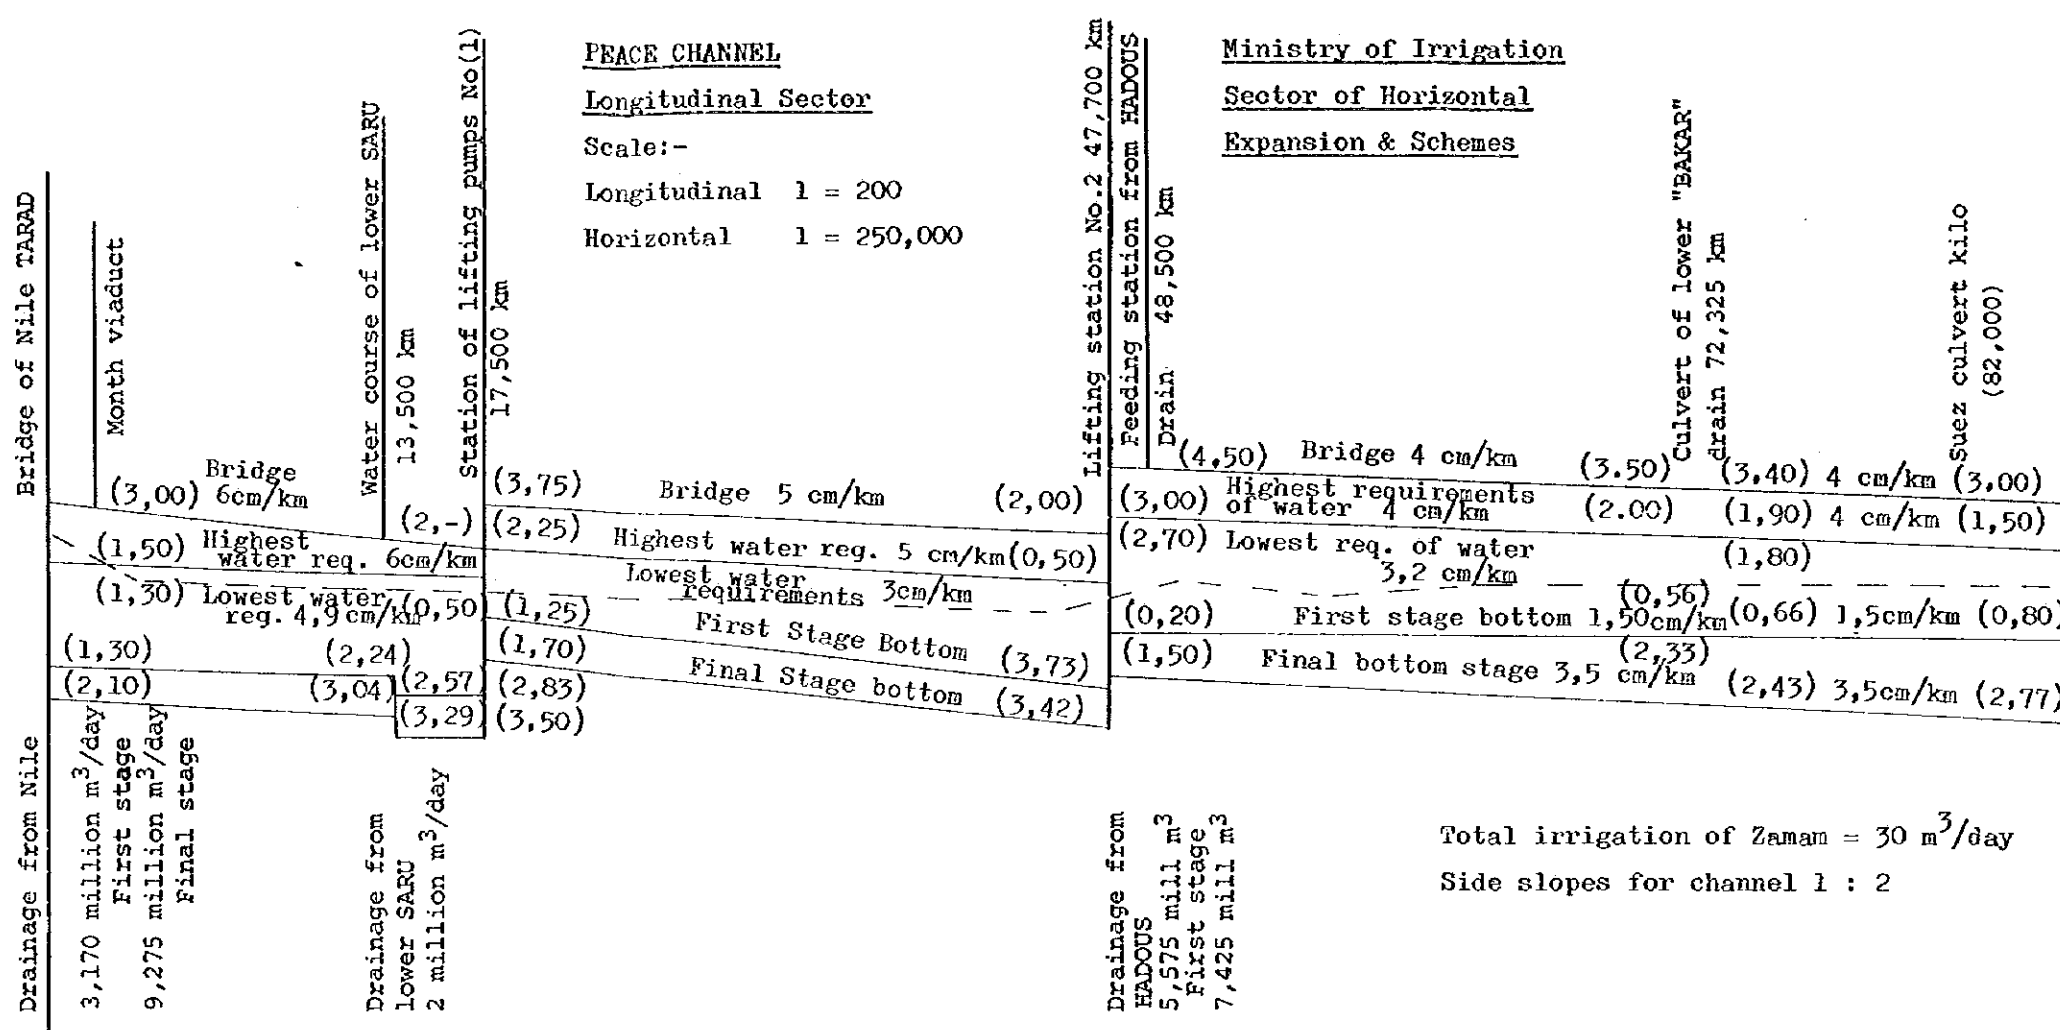 PEACE CHANNEL
Longitudinal Sector
Scale:-
Longitudinal 1 = 200
Horizontal 1 = 250,000
Ministry of Irrigation
Sector of Horizontal
Expansion & Schemes
Bridge of Nile TARAD
Month viaduct
Water course of lower SARU
13,500 km
Station of lifting pumps No(1)
17,500 km
Lifting station No.2 47,700 km
Feeding station from HADOUS
Drain 48,500 km
Culvert of lower "BAKAR"
drain 72,325 km
Suez culvert kilo
(82,000)
Bridge
(3,00) 6cm/km
(2,-)
(1,50) Highest
water req. 6cm/km
(1,30) Lowest water
req. 4,9cm/km
(0,50)
(1,30) (2,24)
(2,10) (3,04)
(2,57)
(3,29)
(3,75) Bridge 5 cm/km (2,00)
(2,25) Highest water reg. 5 cm/km(0,50)
Lowest water
requirements 3cm/km
(1,25)
First Stage Bottom
(1,70)
(3,73)
Final Stage bottom
(2,83)
(3,42)
(3,50)
(4,50) Bridge 4 cm/km (3.50) (3,40) 4 cm/km (3,00)
(3,00) Highest requirements
of water 4 cm/km (2.00) (1,90) 4 cm/km (1,50)
(2,70) Lowest req. of water
3,2 cm/km
(1,80)
(0,56)
(0,20) First stage bottom 1,50cm/km (0,66) 1,5cm/km (0,80)
(2,33)
(1,50) Final bottom stage 3,5 cm/km (2,43) 3,5cm/km (2,77)
Drainage from Nile
3,170 million m³/day
First stage
9,275 million m³/day
Final stage
Drainage from
lower SARU
2 million m³/day
Drainage from
HADOUS
5,575 mill m³
First stage
7,425 mill m³
Total irrigation of Zamam = 30 m³/day
Side slopes for channel 1 : 2